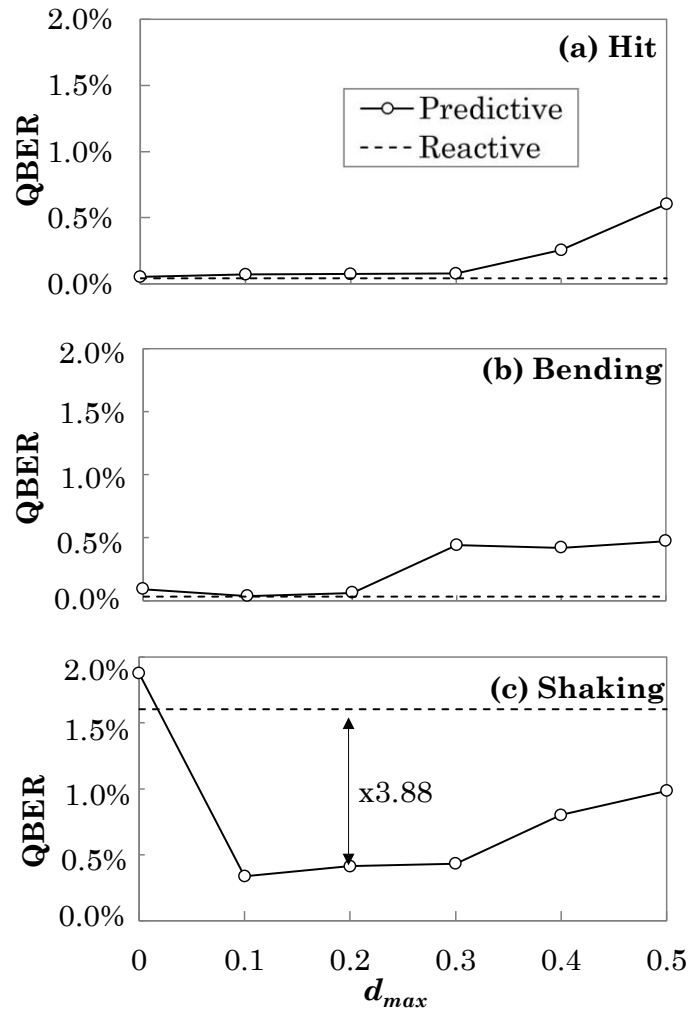 2.0%
(a) Hit
1.5%
Predictive
Reactive
1.0%
QBER
0.5%
0.0%
2.0%
(b) Bending
1.5%
1.0%
QBER
0.5%
0.0%
2.0%
(c) Shaking
1.5%
1.0%
x3.88
QBER
0.5%
0.0%
0 0.1 0.2 0.3 0.4 0.5
d_max